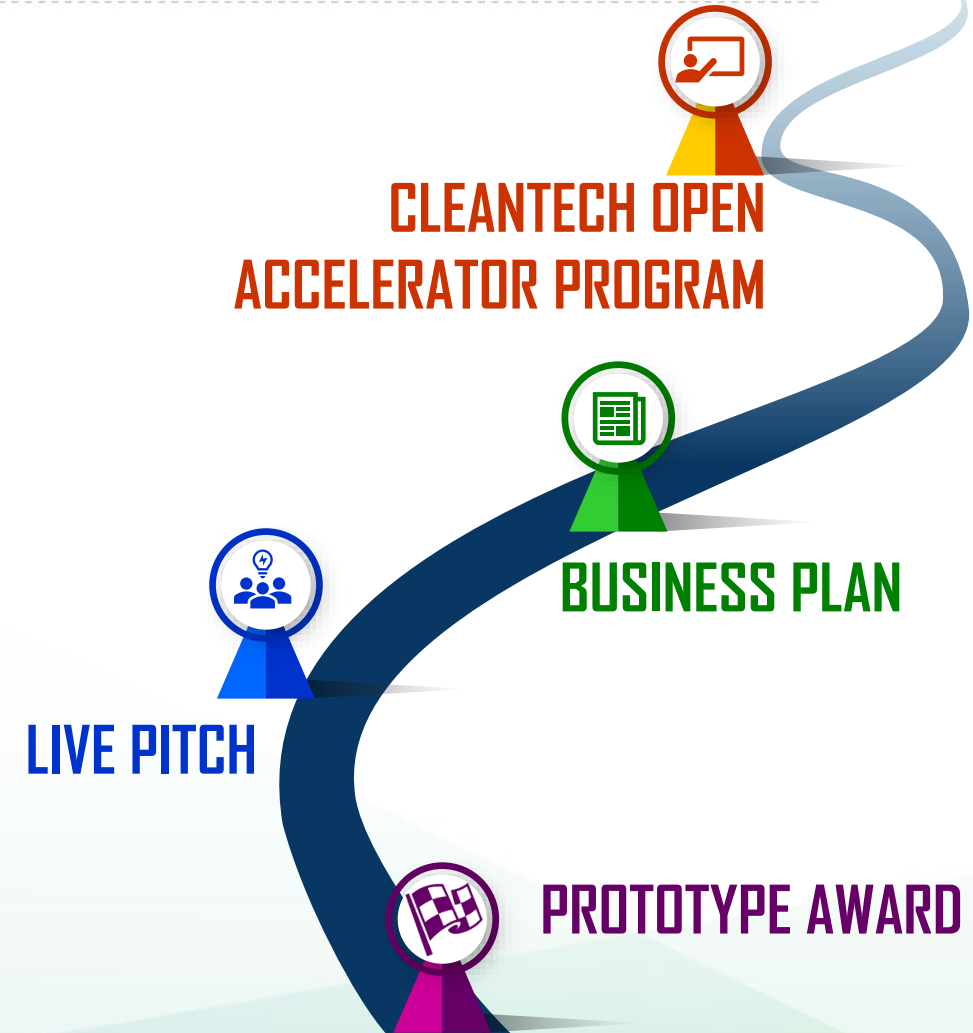 CLEANTECH OPEN
ACCELERATOR PROGRAM
BUSINESS PLAN
LIVE PITCH
PROTOTYPE AWARD